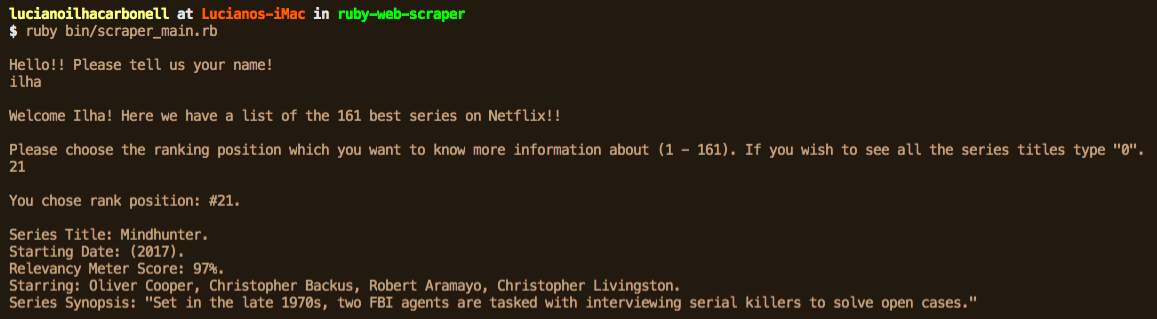 lucianoilhacarbonell at Lucianos-iMac in ruby-web-scraper
$ ruby bin/scraper_main.rb
Hello!! Please tell us your name!
ilha
Welcome Ilha! Here we have a list of the 161 best series on Netflix!!
Please choose the ranking position which you want to know more information about (1 - 161). If you wish to see all the series titles type "0".
21
You chose rank position: #21.
Series Title: Mindhunter.
Starting Date: (2017).
Relevancy Meter Score: 97%.
Starring: Oliver Cooper, Christopher Backus, Robert Aramayo, Christopher Livingston.
Series Synopsis: "Set in the late 1970s, two FBI agents are tasked with interviewing serial killers to solve open cases."